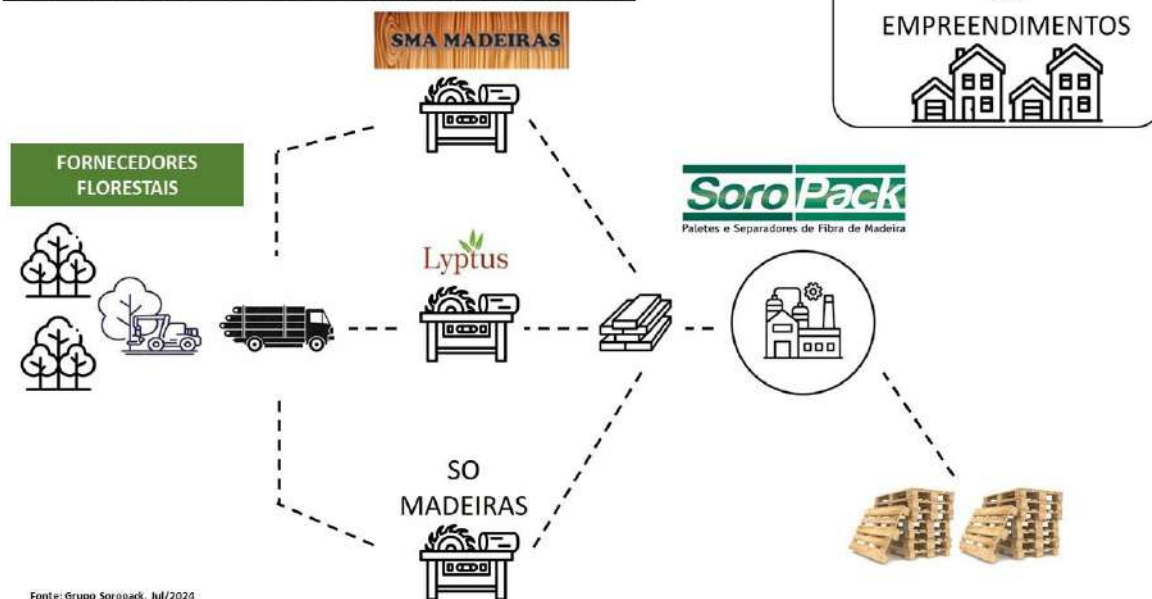 SMA MADEIRAS
EMPREENDIMENTOS
FORNECEDORES
FLORESTAIS
SoroPack
Paletes e Separadores de Fibra de Madeira
Lyptus
SO
MADEIRAS
Fonte: Grupo Soropack, Jul/2024